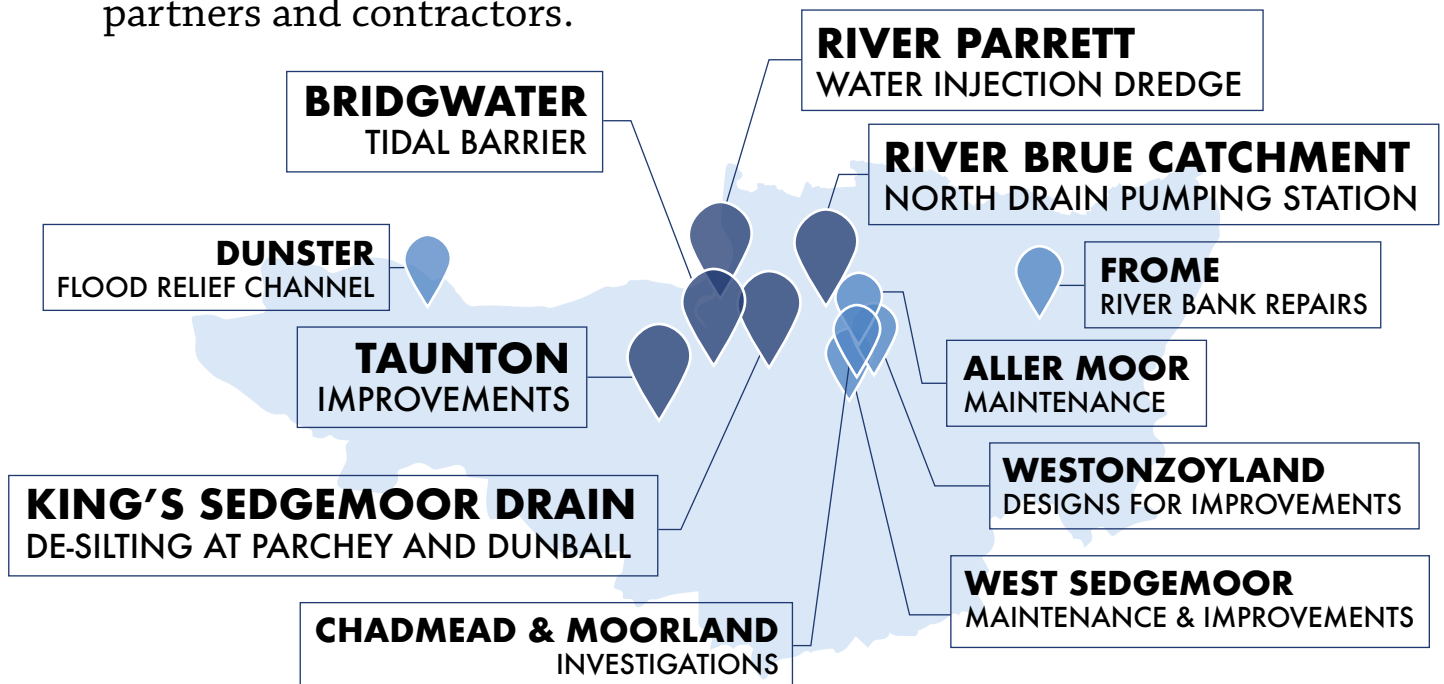 partners and contractors.
RIVER PARRETT
WATER INJECTION DREDGE
BRIDGWATER
TIDAL BARRIER
RIVER BRUE CATCHMENT
NORTH DRAIN PUMPING STATION
DUNSTER
FLOOD RELIEF CHANNEL
FROME
RIVER BANK REPAIRS
TAUNTON
IMPROVEMENTS
ALLER MOOR
MAINTENANCE
KING’S SEDGEMOOR DRAIN
DE-SILTING AT PARCHEY AND DUNBALL
WESTONZOYLAND
DESIGNS FOR IMPROVEMENTS
WEST SEDGEMOOR
MAINTENANCE & IMPROVEMENTS
CHADMEAD & MOORLAND
INVESTIGATIONS